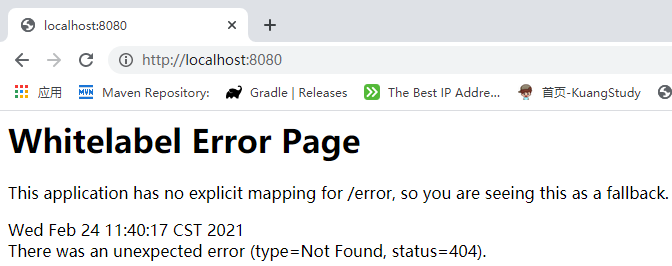 localhost:8080
http://localhost:8080
应用 Maven Repository: Gradle | Releases The Best IP Addre... 首页-KuangStudy
Whitelabel Error Page
This application has no explicit mapping for /error, so you are seeing this as a fallback.
Wed Feb 24 11:40:17 CST 2021
There was an unexpected error (type=Not Found, status=404).